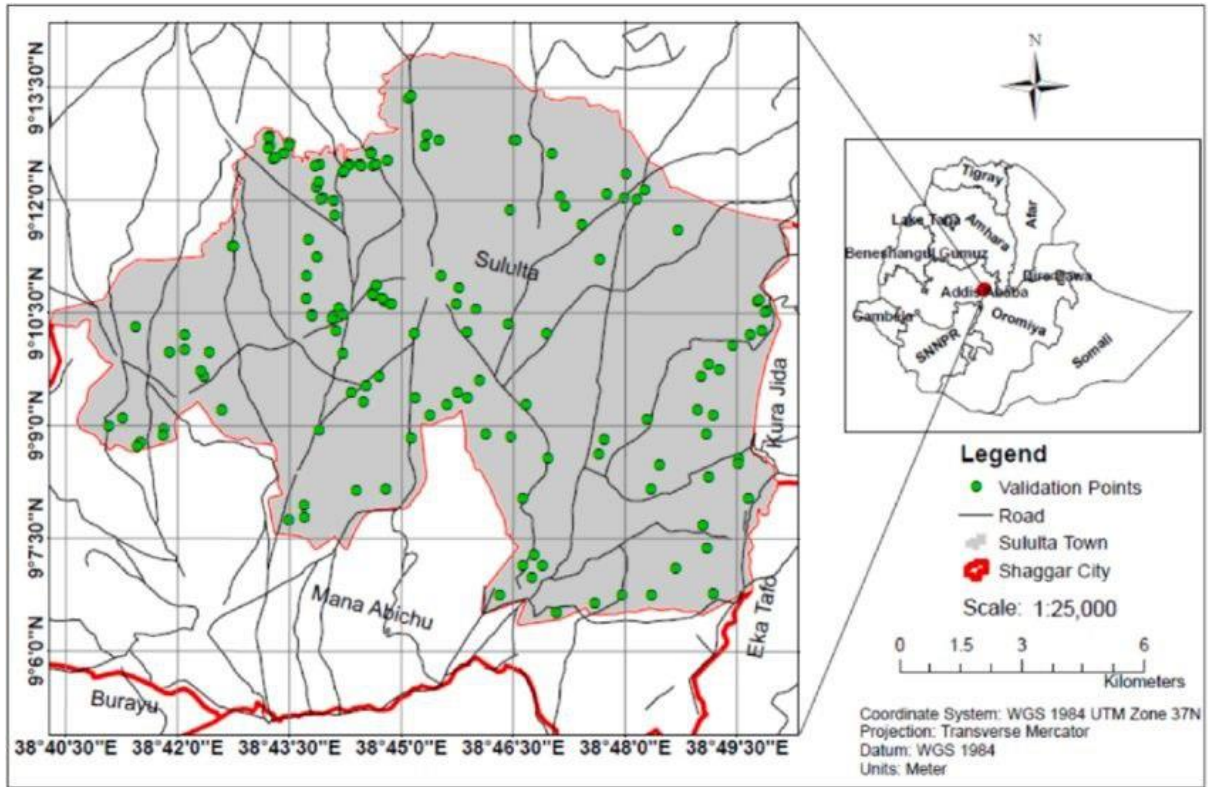 9°13'30"N
9°12'0"N
9°10'30"N
9°9'0"N
9°7'30"N
9°6'0"N
38°40'30"E
38°42'0"E
38°43'30"E
38°45'0"E
38°46'30"E
38°48'0"E
38°49'30"E
Sululta
Kura Jida
Mana Abichu
Eka Tafo
Burayu
N
Tigray
Afar
Lake Tana
Amhara
Beneshangul Gumuz
Dire Dawa
Addis Ababa
Gambela
Oromiya
SNNPR
Somali
Legend
Validation Points
Road
Sululta Town
Shaggar City
Scale: 1:25,000
0 1.5 3 6
Kilometers
Coordinate System: WGS 1984 UTM Zone 37N
Projection: Transverse Mercator
Datum: WGS 1984
Units: Meter